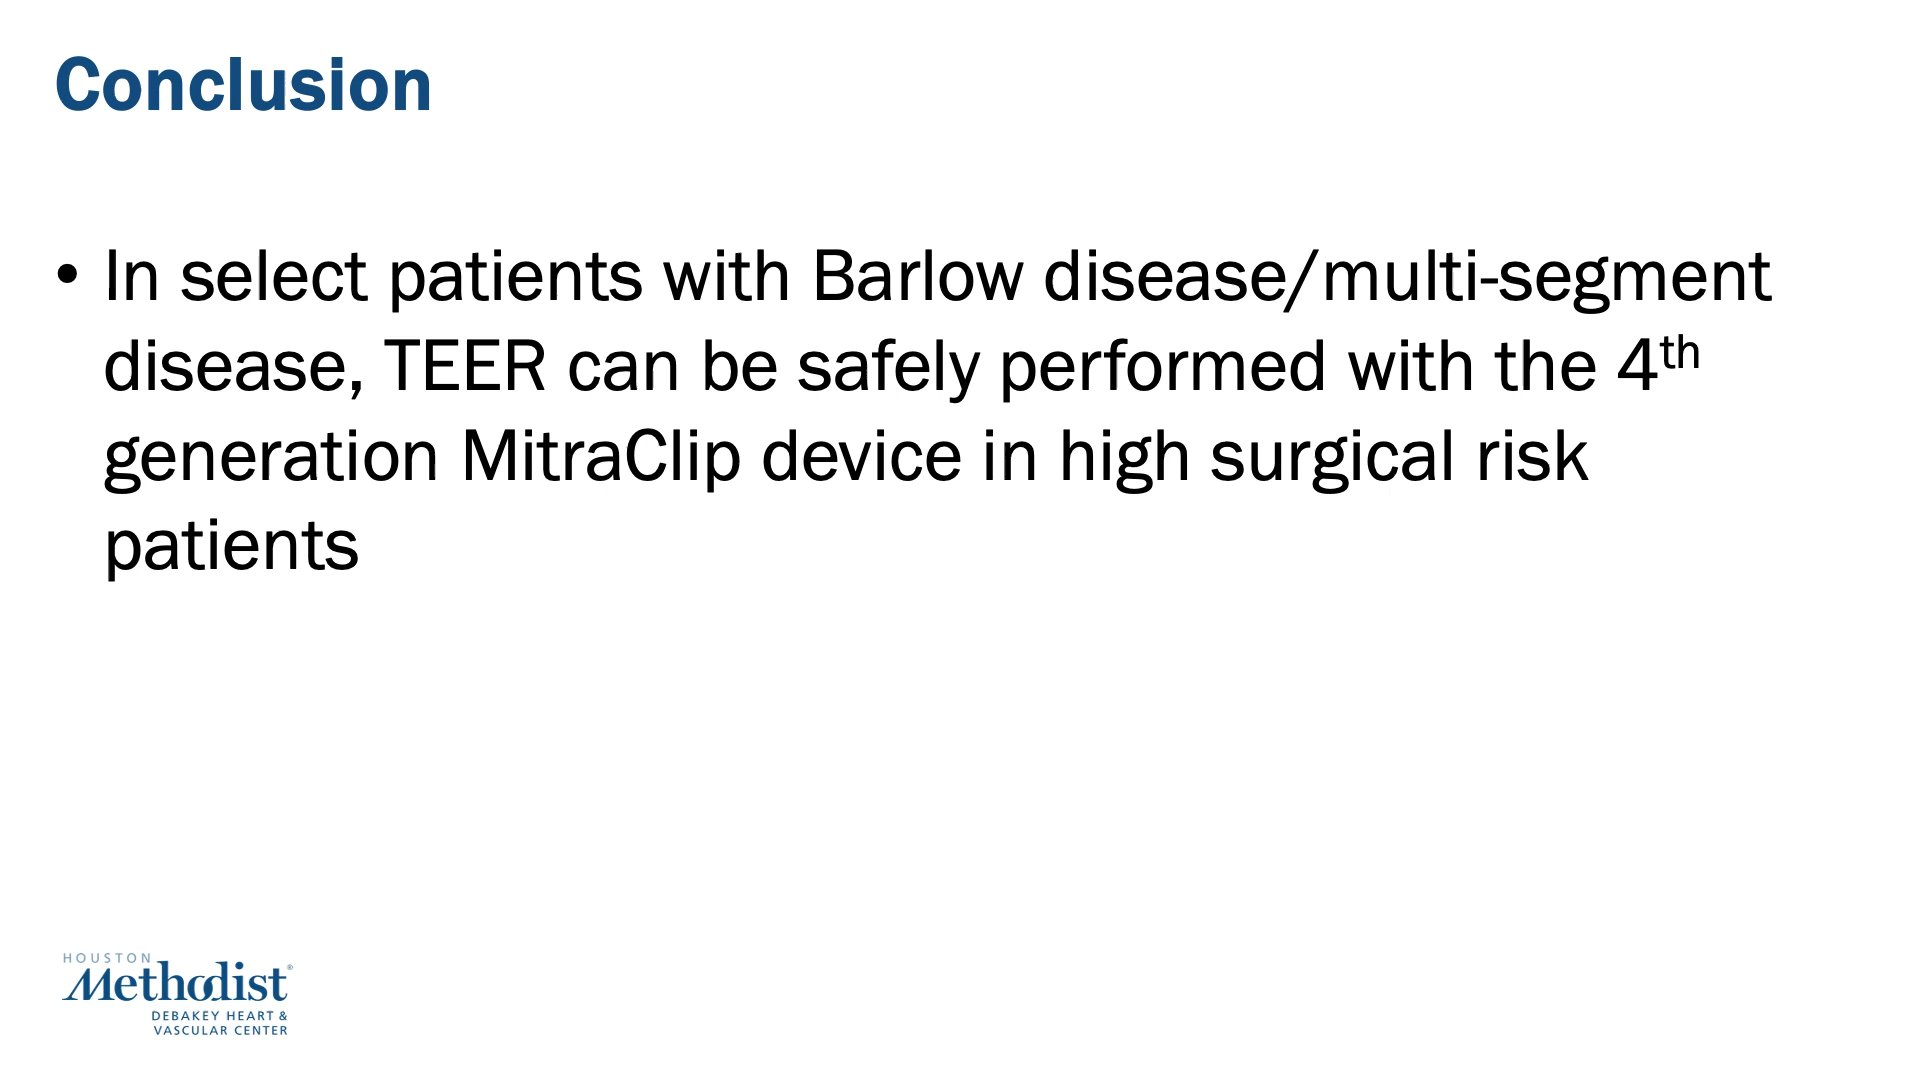 Conclusion
• In select patients with Barlow disease/multi-segment
disease, TEER can be safely performed with the 4th
generation MitraClip device in high surgical risk
patients
HOUSTON
Methodist®
DEBAKEY HEART &
VASCULAR CENTER